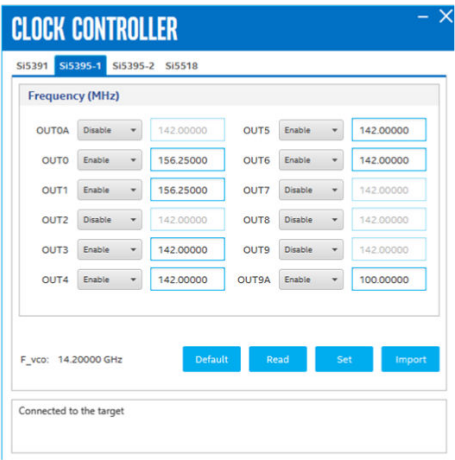 CLOCK CONTROLLER
Si5391 Si5395-1 Si5395-2 Si5518
Frequency (MHz)
OUT0A Disable 142.00000 OUT5 Enable 142.00000
OUT0 Enable 156.25000 OUT6 Enable 142.00000
OUT1 Enable 156.25000 OUT7 Disable 142.00000
OUT2 Disable 142.00000 OUT8 Disable 142.00000
OUT3 Enable 142.00000 OUT9 Disable 142.00000
OUT4 Enable 142.00000 OUT9A Enable 100.00000
F_vco: 14.20000 GHz Default Read Set Import
Connected to the target